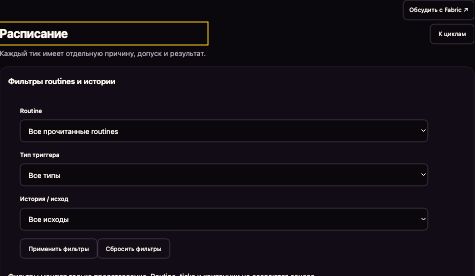 Обсудить с Fabric ↗
Расписание
К циклам
Каждый тик имеет отдельную причину, допуск и результат.
Фильтры routines и истории
Routine
Все прочитанные routines
Тип триггера
Все типы
История / исход
Все исходы
Применить фильтры
Сбросить фильтры